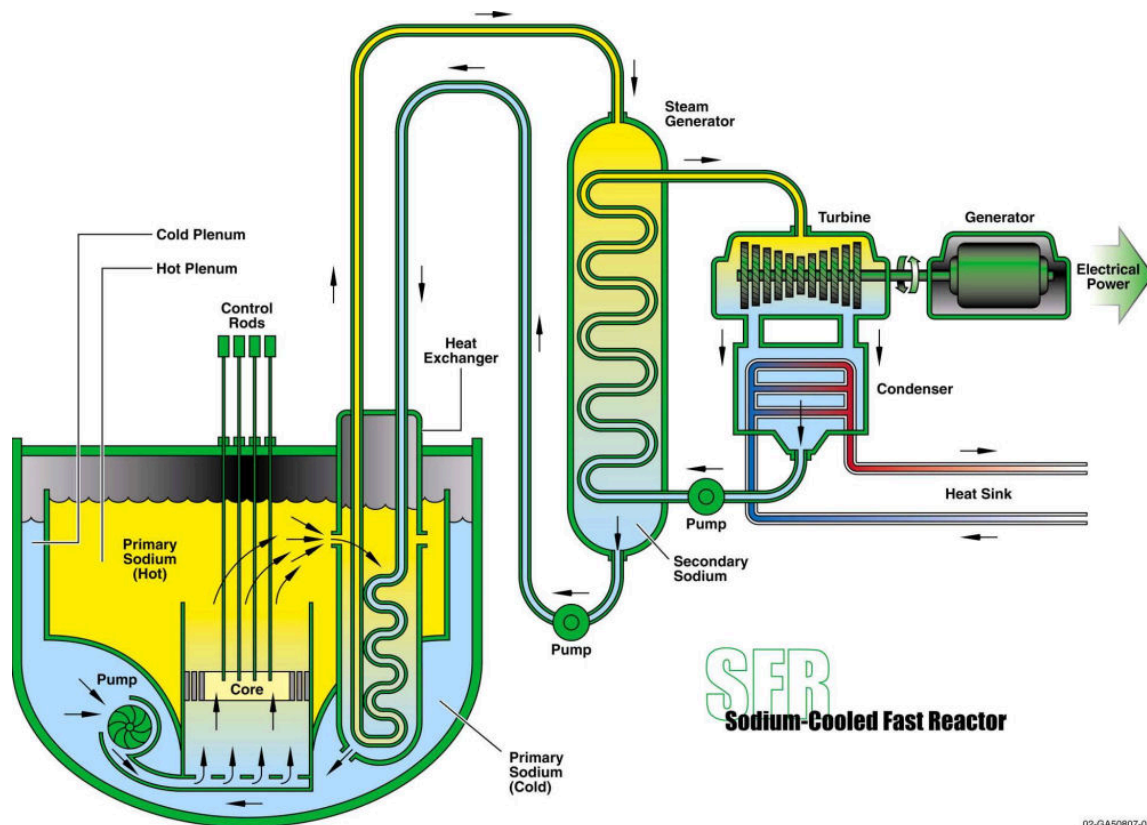 Steam
Generator
Turbine
Generator
Cold Plenum
Hot Plenum
Electrical
Power
Control
Rods
Heat
Exchanger
Condenser
Heat Sink
Pump
Primary
Sodium
(Hot)
Secondary
Sodium
Pump
Pump
Core
SFR
Sodium-Cooled Fast Reactor
Primary
Sodium
(Cold)